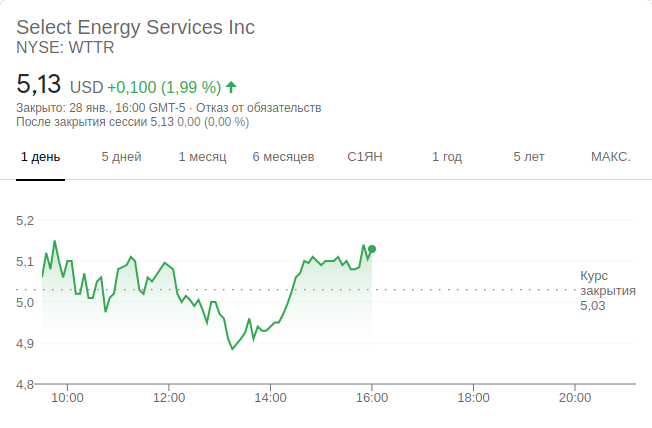 Select Energy Services Inc
NYSE: WTTR
5,13 USD +0,100 (1,99 %)
Закрыто: 28 янв., 16:00 GMT-5 · Отказ от обязательств
После закрытия сессии 5,13 0,00 (0,00 %)
1 день 5 дней 1 месяц 6 месяцев С1ЯН 1 год 5 лет МАКС.
5,2
5,1
5,0
4,9
4,8
Курс
закрытия
5,03
10:00 12:00 14:00 16:00 18:00 20:00